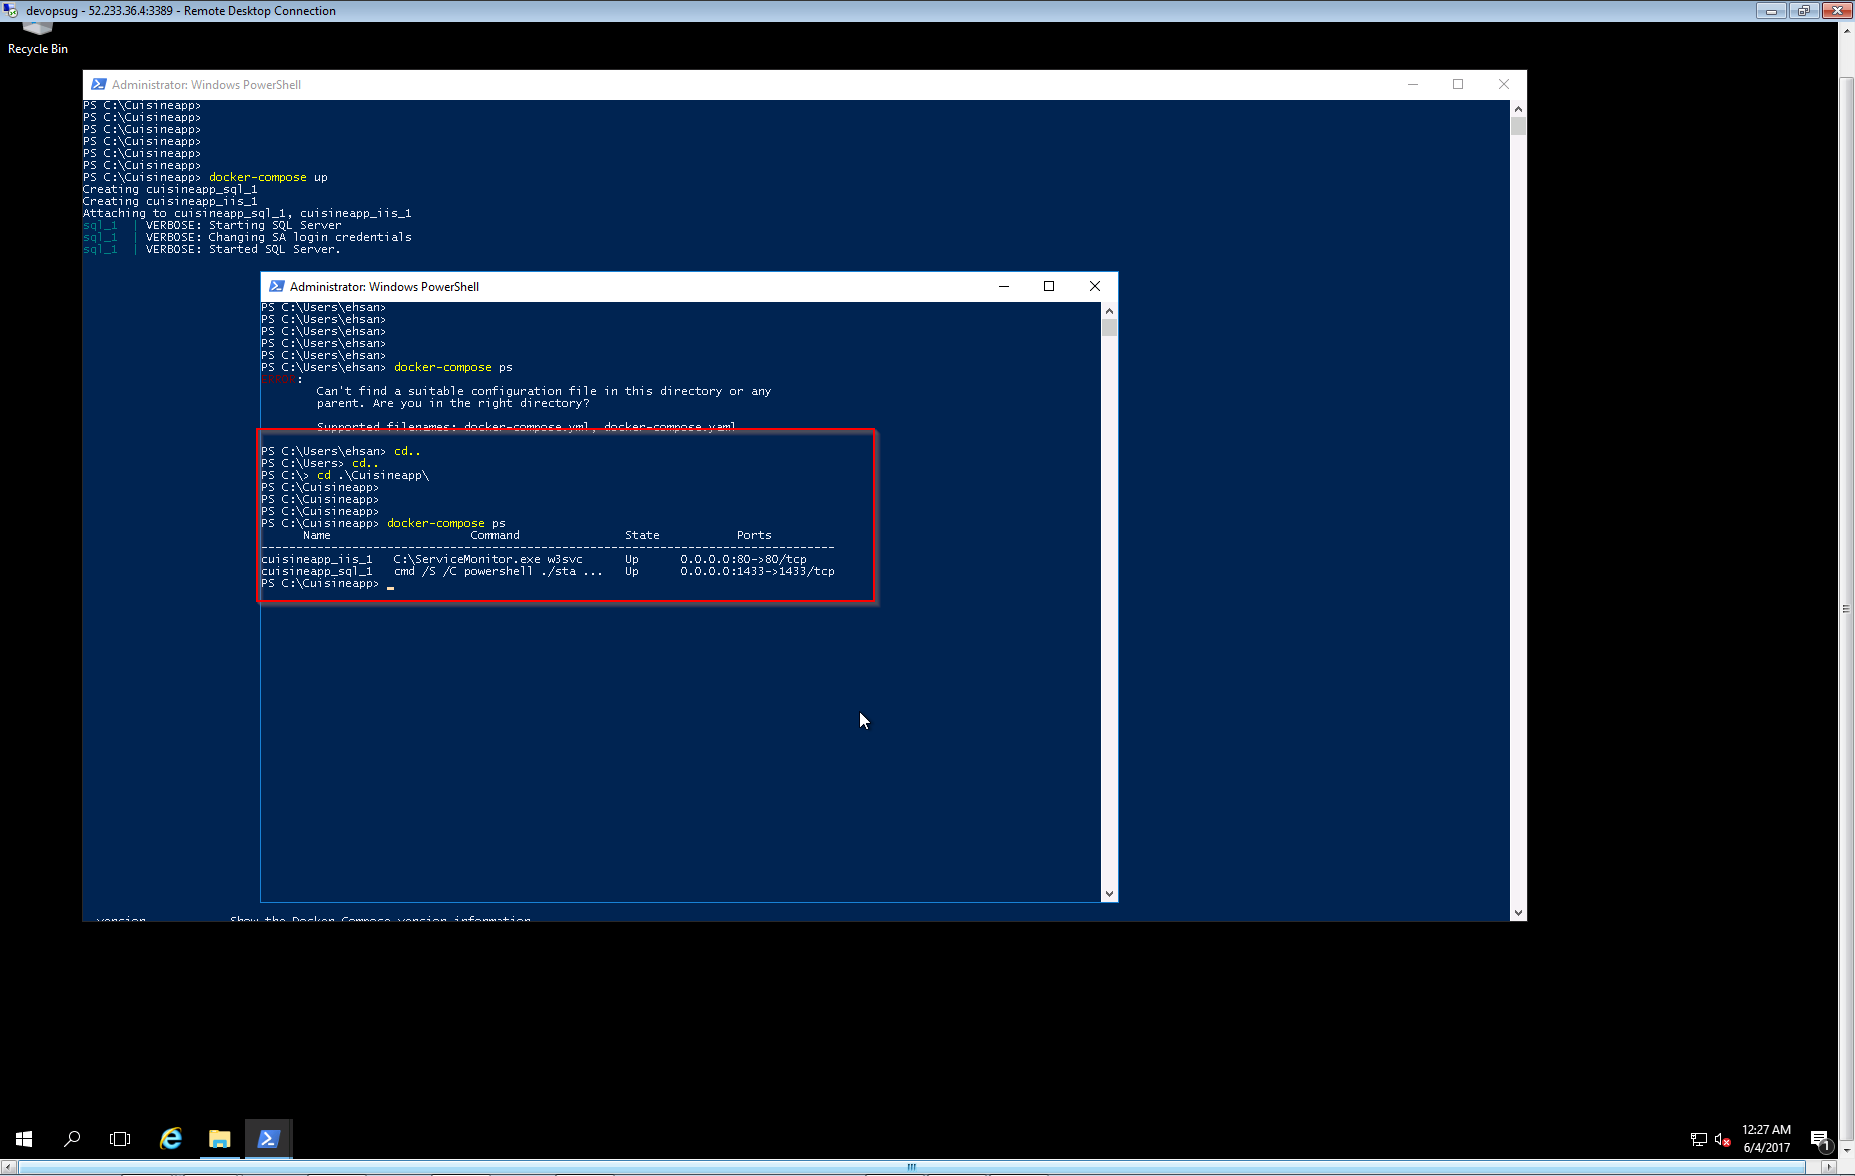 devopsug - 52.233.36.4:3389 - Remote Desktop Connection
Recycle Bin
Administrator: Windows PowerShell
PS C:\Cuisineapp>
PS C:\Cuisineapp>
PS C:\Cuisineapp>
PS C:\Cuisineapp>
PS C:\Cuisineapp>
PS C:\Cuisineapp>
PS C:\Cuisineapp> docker-compose up
Creating cuisineapp_sql_1
Creating cuisineapp_iis_1
Attaching to cuisineapp_sql_1, cuisineapp_iis_1
sql_1 | VERBOSE: Starting SQL Server
sql_1 | VERBOSE: Changing SA login credentials
sql_1 | VERBOSE: Started SQL Server.
Administrator: Windows PowerShell
PS C:\Users\ehsan>
PS C:\Users\ehsan>
PS C:\Users\ehsan>
PS C:\Users\ehsan>
PS C:\Users\ehsan>
PS C:\Users\ehsan> docker-compose ps
ERROR:
Can't find a suitable configuration file in this directory or any
parent. Are you in the right directory?
Supported filenames: docker-compose.yml, docker-compose.yaml
PS C:\Users\ehsan> cd..
PS C:\Users> cd..
PS C:\> cd .\Cuisineapp\
PS C:\Cuisineapp>
PS C:\Cuisineapp>
PS C:\Cuisineapp>
PS C:\Cuisineapp> docker-compose ps
Name Command State Ports
--------------------------------------------------------------------------------
cuisineapp_iis_1 C:\ServiceMonitor.exe w3svc Up 0.0.0.0:80->80/tcp
cuisineapp_sql_1 cmd /S /C powershell ./sta ... Up 0.0.0.0:1433->1433/tcp
PS C:\Cuisineapp>
version Show the Docker-Compose version information
12:27 AM
6/4/2017
1